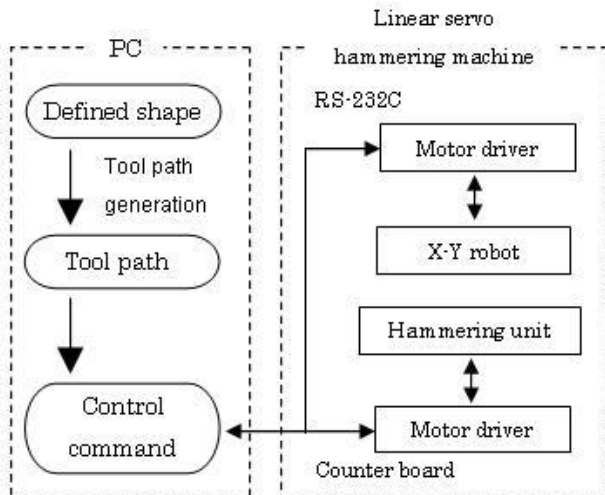 PC
Defined shape
Tool path
generation
Tool path
Control
command
Linear servo
hammering machine
RS-232C
Motor driver
X-Y robot
Hammering unit
Motor driver
Counter board